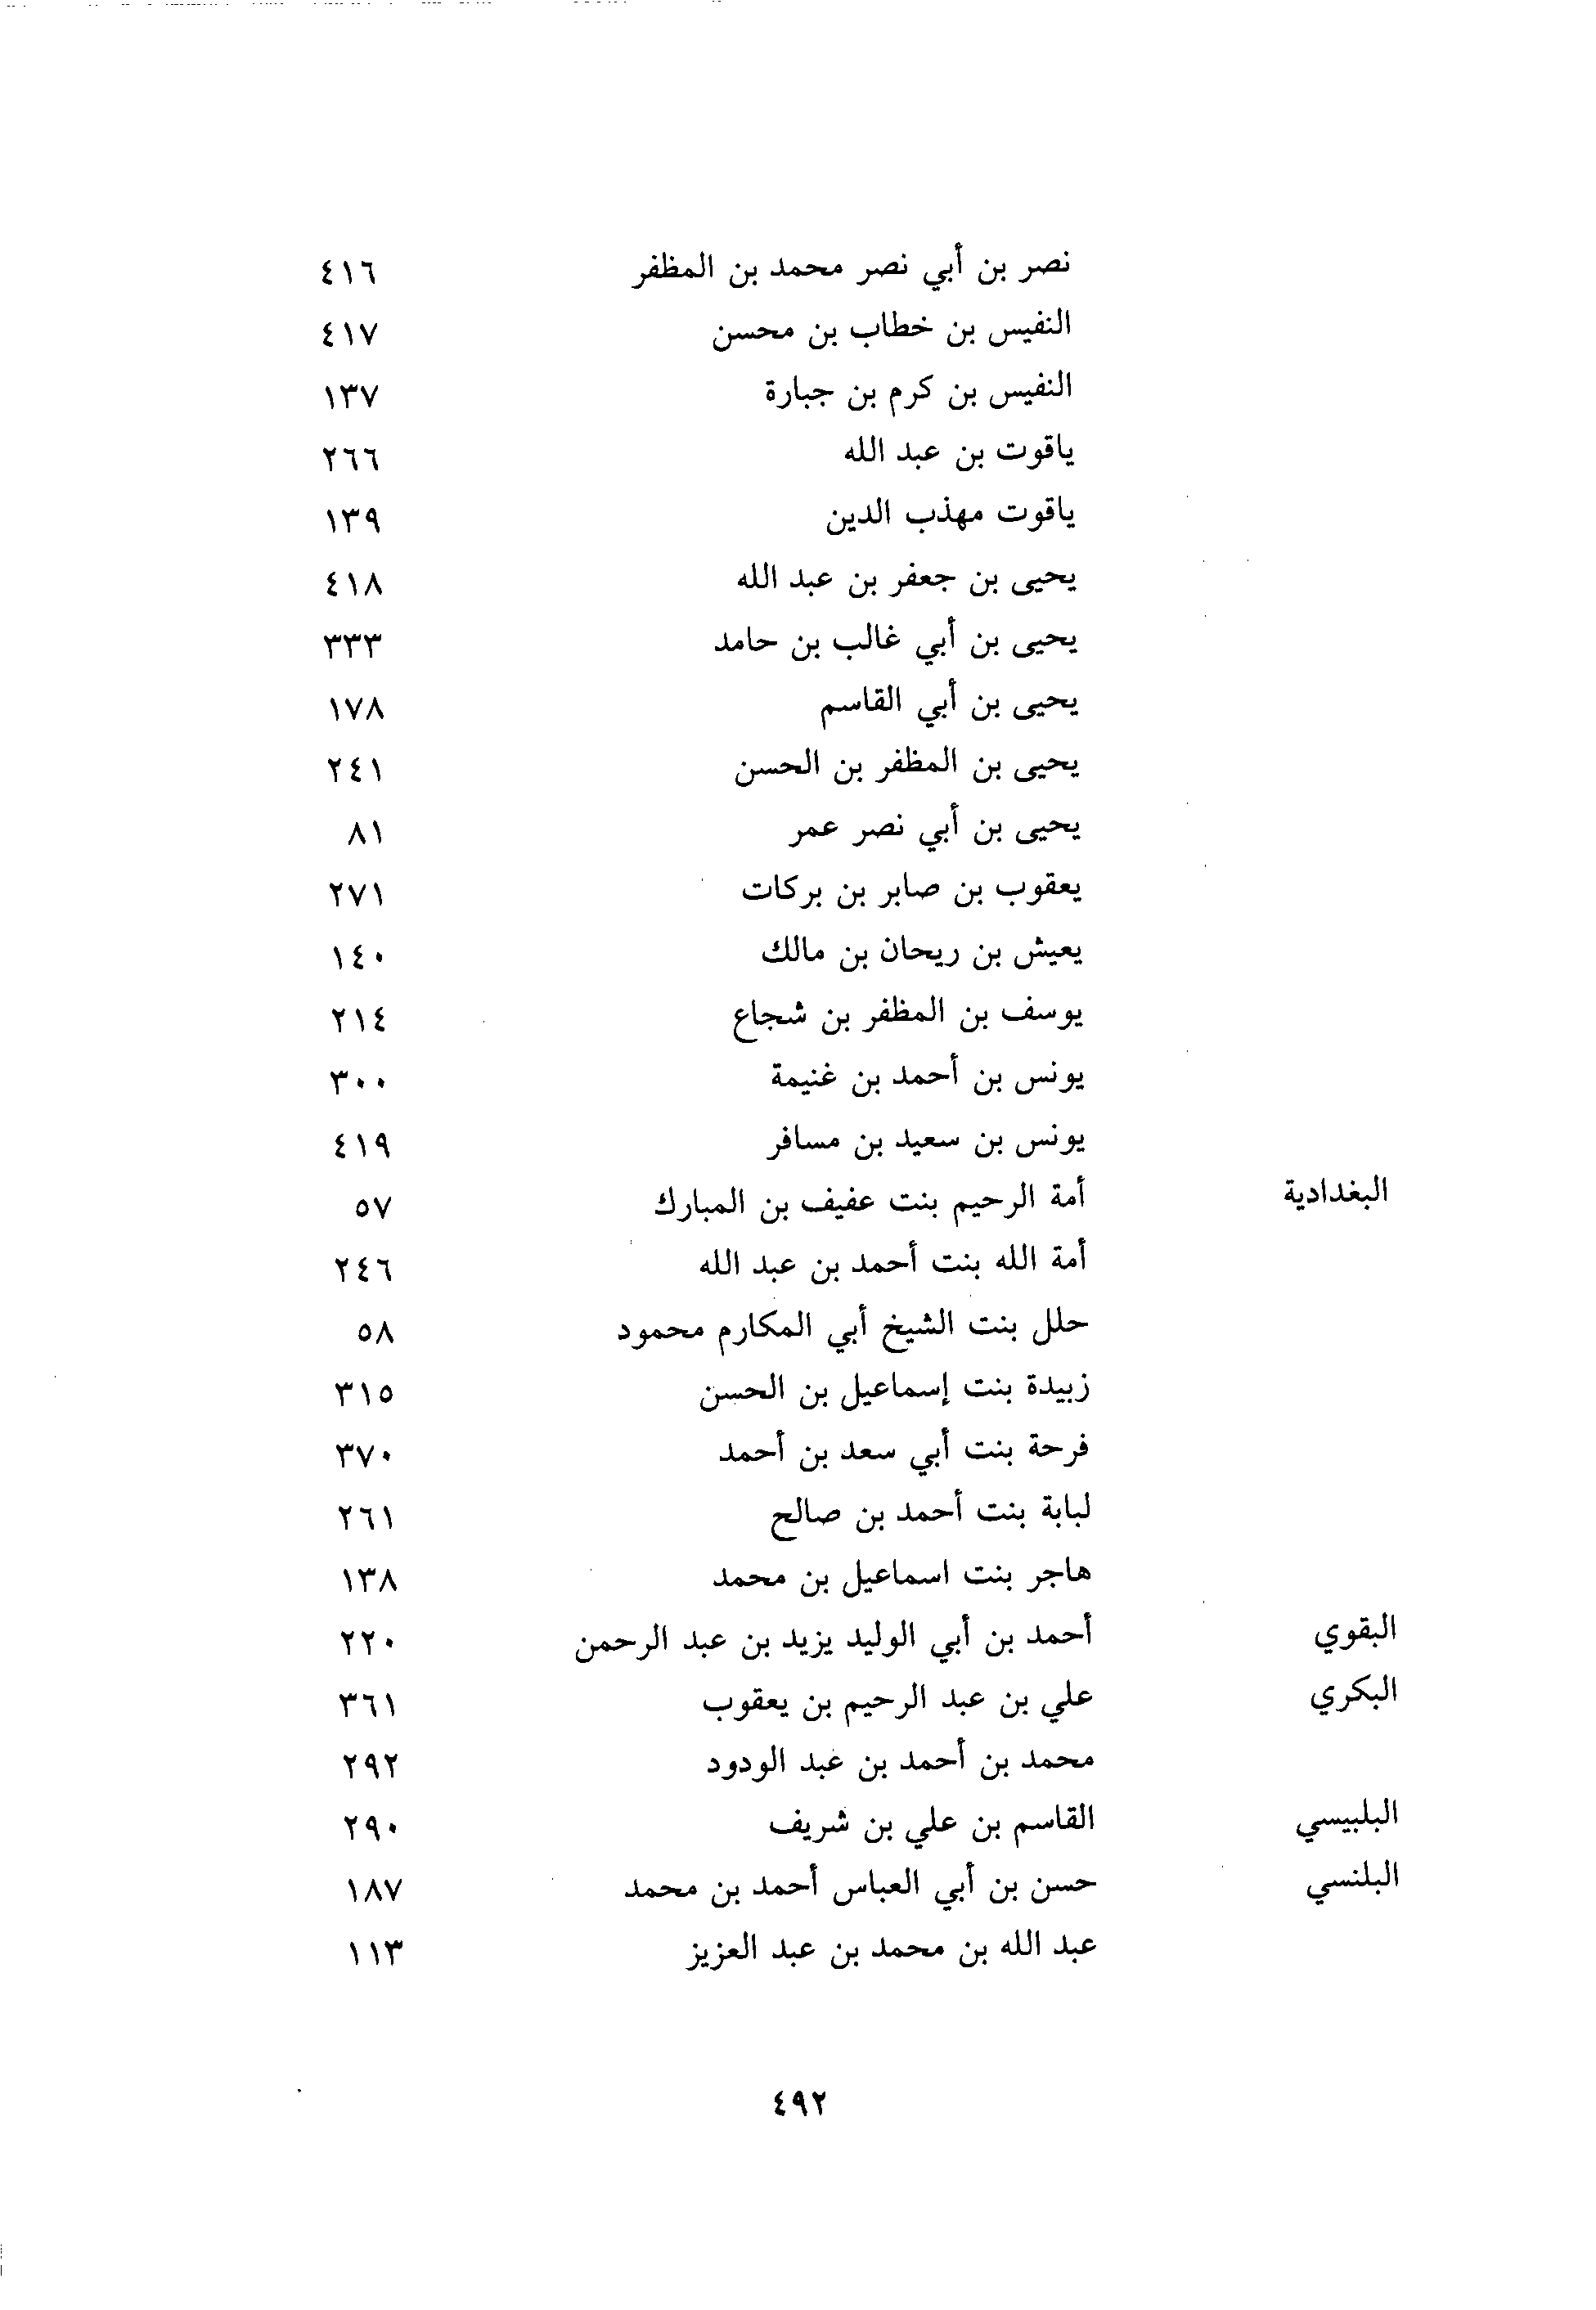 نصر بن أبي نصر محمد بن المظفر ٤١٦
النفيس بن خطاب بن محسن ٤١٧
النفيس بن كرم بن جبارة ١٣٧
ياقوت بن عبد الله ٢٦٦
ياقوت مهذب الدين ١٣٩
يحيى بن جعفر بن عبد الله ٤١٨
يحيى بن أبي غالب بن حامد ٣٣٣
يحيى بن أبي القاسم ١٧٨
يحيى بن المظفر بن الحسن ٢٤١
يحيى بن أبي نصر عمر ٨١
يعقوب بن صابر بن بركات ٢٧١
يعيش بن ريحان بن مالك ١٤٠
يوسف بن المظفر بن شجاع ٢١٤
يونس بن أحمد بن غنيمة ٣٠٠
يونس بن سعيد بن مسافر ٤١٩
البغدادية أمة الرحيم بنت عفيف بن المبارك ٥٧
أمة الله بنت أحمد بن عبد الله ٢٤٦
حلل بنت الشيخ أبي المكارم محمود ٥٨
زبيدة بنت إسماعيل بن الحسن ٣١٥
فرحة بنت أبي سعد بن أحمد ٣٧٠
لبابة بنت أحمد بن صالح ٢٦١
هاجر بنت اسماعيل بن محمد ١٣٨
البقوي أحمد بن أبي الوليد يزيد بن عبد الرحمن ٢٢٠
البكري علي بن عبد الرحيم بن يعقوب ٣٦١
محمد بن أحمد بن عبد الودود ٢٩٢
البلبيسي القاسم بن علي بن شريف ٢٩٠
البلنسي حسن بن أبي العباس أحمد بن محمد ١٨٧
عبد الله بن محمد بن عبد العزيز ١١٣
٤٩٢